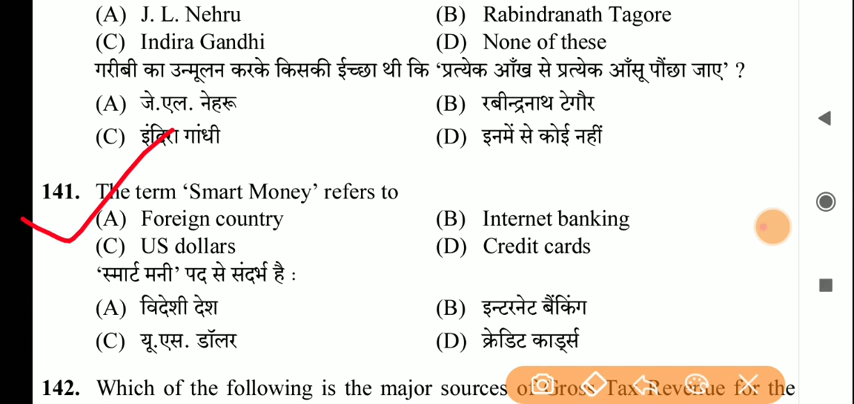 (A) J. L. Nehru (B) Rabindranath Tagore
(C) Indira Gandhi (D) None of these
गरीबी का उन्मूलन करके किसकी ईच्छा थी कि ‘प्रत्येक आँख से प्रत्येक आँसू पौंछा जाए’ ?
(A) जे.एल. नेहरू (B) रबीन्द्रनाथ टेगौर
(C) इंदिरा गांधी (D) इनमें से कोई नहीं
141. The term ‘Smart Money’ refers to
(A) Foreign country (B) Internet banking
(C) US dollars (D) Credit cards
‘स्मार्ट मनी’ पद से संदर्भ है :
(A) विदेशी देश (B) इन्टरनेट बैंकिंग
(C) यू.एस. डॉलर (D) क्रेडिट कार्ड्स
142. Which of the following is the major sources of Gross Tax Revenue for the